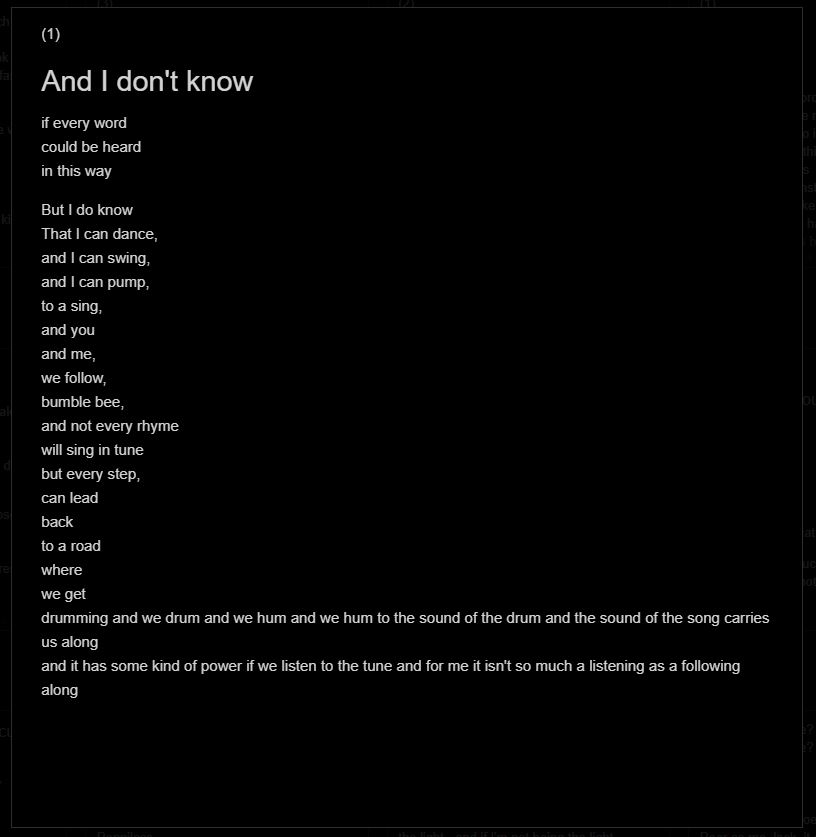 (1)
And I don't know
if every word
could be heard
in this way
But I do know
That I can dance,
and I can swing,
and I can pump,
to a sing,
and you
and me,
we follow,
bumble bee,
and not every rhyme
will sing in tune
but every step,
can lead
back
to a road
where
we get
drumming and we drum and we hum and we hum to the sound of the drum and the sound of the song carries
us along
and it has some kind of power if we listen to the tune and for me it isn't so much a listening as a following
along